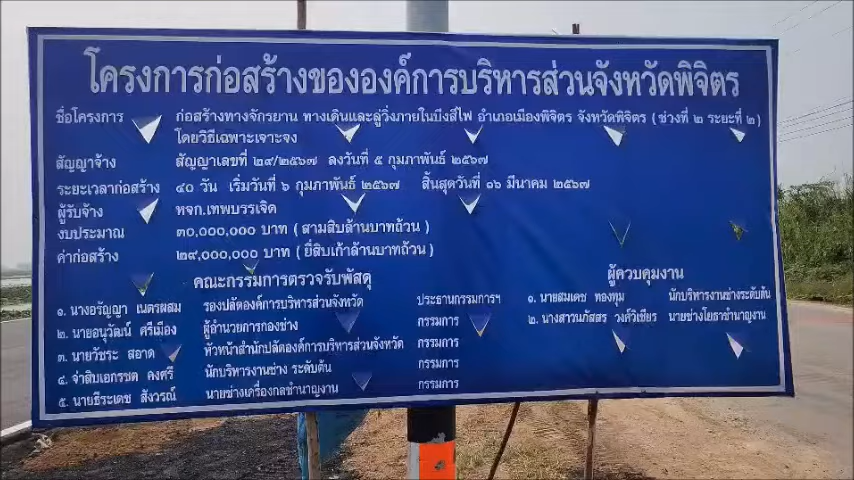 โครงการก่อสร้างขององค์การบริหารส่วนจังหวัดพิจิตร
ชื่อโครงการ ก่อสร้างทางจักรยาน ทางเดินและลู่วิ่งภายในบึงสีไฟ อำเภอเมืองพิจิตร จังหวัดพิจิตร (ช่วงที่ ๒ ระยะที่ ๒)
โดยวิธีเฉพาะเจาะจง
สัญญาจ้าง สัญญาเลขที่ ๒๙/๒๕๖๗ ลงวันที่ ๕ กุมภาพันธ์ ๒๕๖๗
ระยะเวลาก่อสร้าง ๔๐ วัน เริ่มวันที่ ๖ กุมภาพันธ์ ๒๕๖๗ สิ้นสุดวันที่ ๑๖ มีนาคม ๒๕๖๗
ผู้รับจ้าง หจก.เทพบรรเจิด
งบประมาณ ๓๐,๐๐๐,๐๐๐ บาท (สามสิบล้านบาทถ้วน)
ค่าก่อสร้าง ๒๙,๐๐๐,๐๐๐ บาท (ยี่สิบเก้าล้านบาทถ้วน)
คณะกรรมการตรวจรับพัสดุ
๑. นางอรัญญา เนตรผสม รองปลัดองค์การบริหารส่วนจังหวัด ประธานกรรมการฯ
๒. นายอนุวัฒน์ ศรีเมือง ผู้อำนวยการกองช่าง กรรมการ
๓. นายวัชระ สอาด หัวหน้าสำนักปลัดองค์การบริหารส่วนจังหวัด กรรมการ
๔. จ่าสิบเอกรชต คงศรี นักบริหารงานช่าง ระดับต้น กรรมการ
๕. นายธีระเดช สังวรณ์ นายช่างเครื่องกลชำนาญงาน กรรมการ
ผู้ควบคุมงาน
๑. นายสมเดช ทองทุม นักบริหารงานช่างระดับต้น
๒. นางสาวนภัสสร วงศ์วิเชียร นายช่างโยธาชำนาญงาน